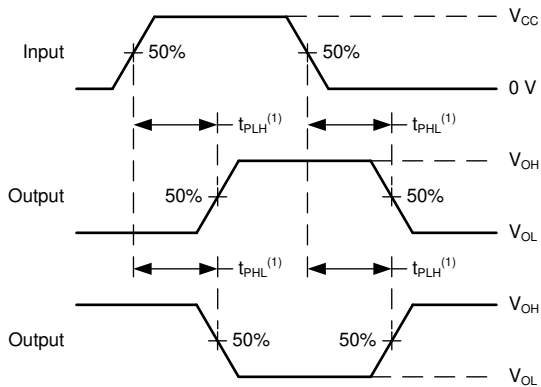 V_CC
Input 50% 50%
0 V
t_PLH^(1) t_PHL^(1)
V_OH
Output 50% 50%
V_OL
t_PHL^(1) t_PLH^(1)
V_OH
Output 50% 50%
V_OL